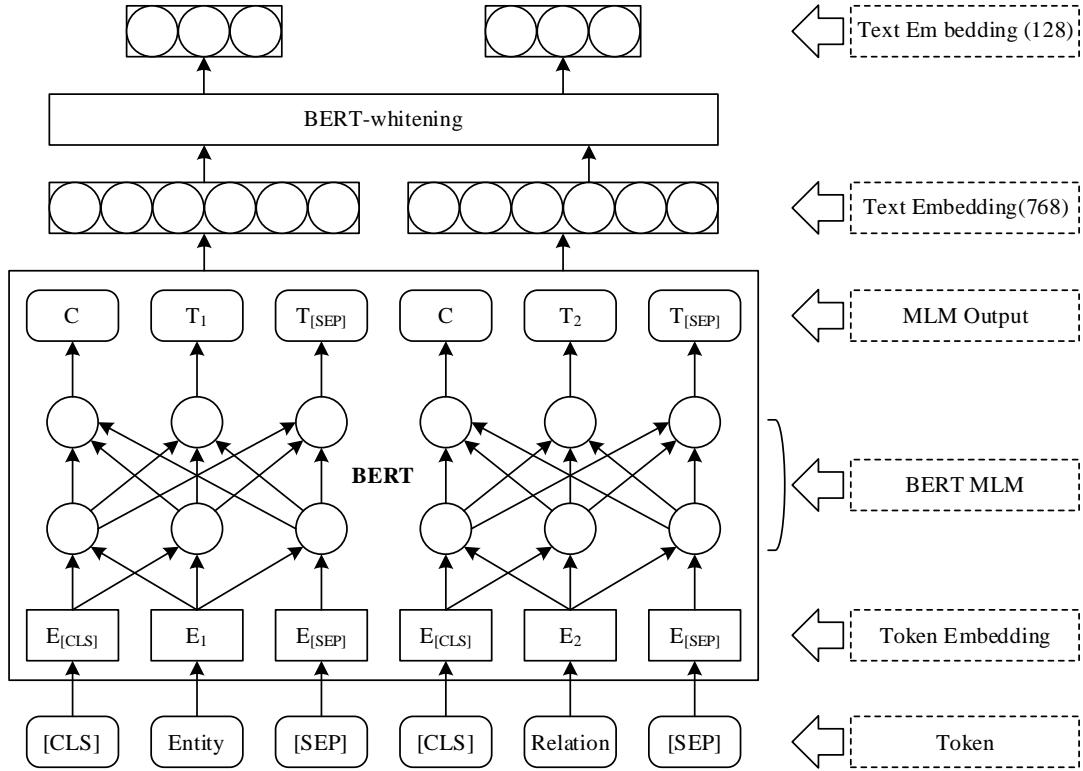 Text Em bedding (128)
BERT-whitening
Text Embedding(768)
C T1 T[SEP] C T2 T[SEP] MLM Output
BERT
BERT MLM
E[CLS] E1 E[SEP] E[CLS] E2 E[SEP] Token Embedding
[CLS] Entity [SEP] [CLS] Relation [SEP] Token